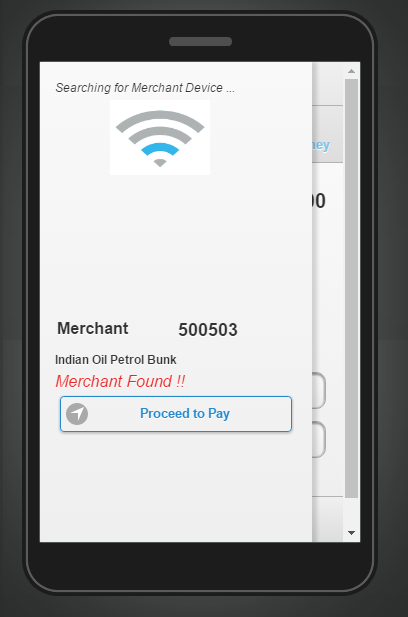 Searching for Merchant Device ...
Merchant 500503
Indian Oil Petrol Bunk
Merchant Found !!
Proceed to Pay